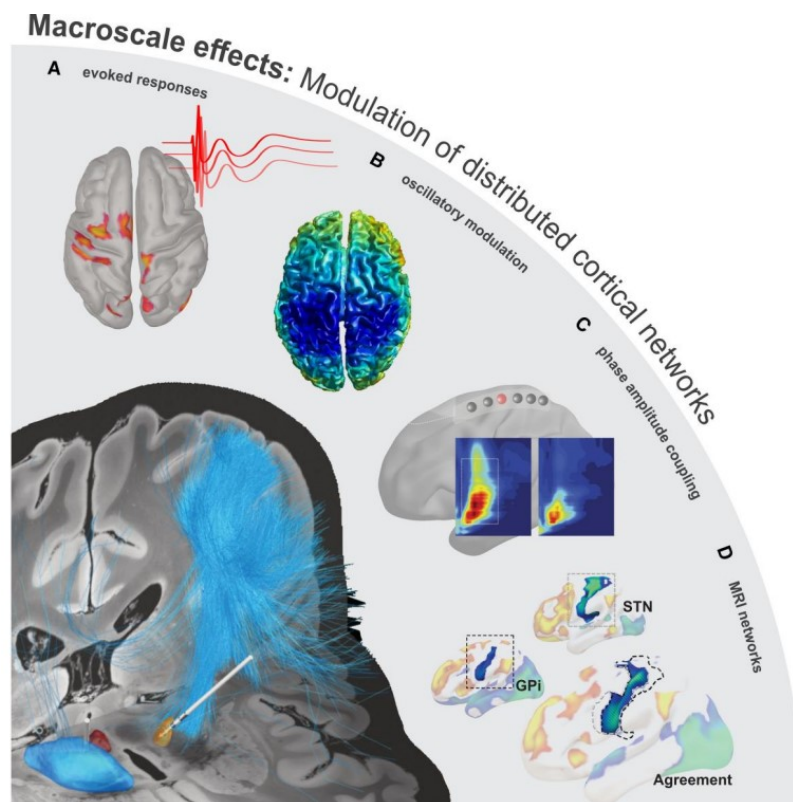 Macroscale effects: Modulation of distributed cortical networks
A
evoked responses
B
oscillatory modulation
C
phase amplitude coupling
D
MRI networks
STN
GPi
Agreement